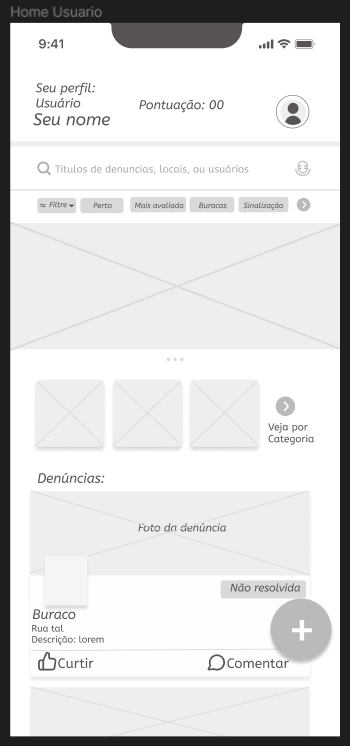 Home Usuario
9:41
Seu perfil:
Usuário
Seu nome
Pontuação: 00
Titulos de denuncias, locais, ou usuários
Filtre
Perto
Mais avaliada
Buracos
Sinalização
Veja por
Categoria
Denúncias:
Foto da denúncia
Não resolvida
Buraco
Rua tal
Descrição: lorem
Curtir
Comentar